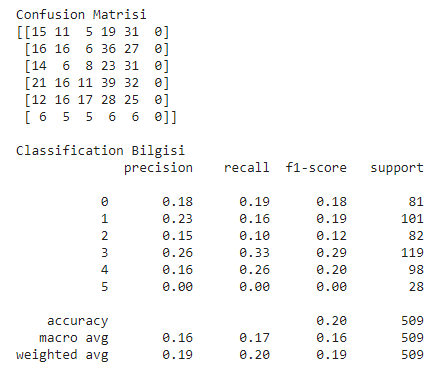 Confusion Matrisi
[[15 11  5 19 31  0]
 [16 16  6 36 27  0]
 [14  6  8 23 31  0]
 [21 16 11 39 32  0]
 [12 16 17 28 25  0]
 [ 6  5  5  6  6  0]]
Classification Bilgisi
              precision    recall  f1-score   support
           0       0.18      0.19      0.18        81
           1       0.23      0.16      0.19       101
           2       0.15      0.10      0.12        82
           3       0.26      0.33      0.29       119
           4       0.16      0.26      0.20        98
           5       0.00      0.00      0.00        28
    accuracy                           0.20       509
   macro avg       0.16      0.17      0.16       509
weighted avg       0.19      0.20      0.19       509